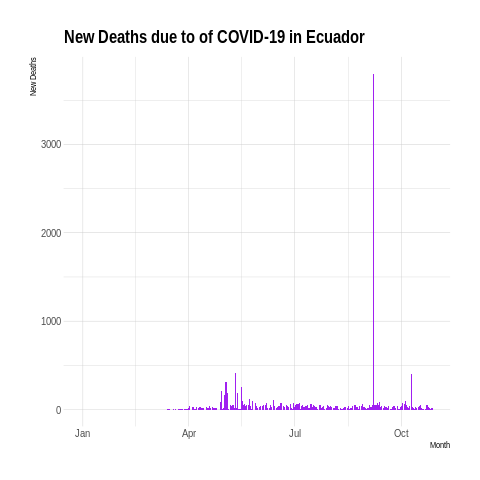 New Deaths due to of COVID-19 in Ecuador
New Deaths
3000
2000
1000
0
Jan Apr Jul Oct
Month